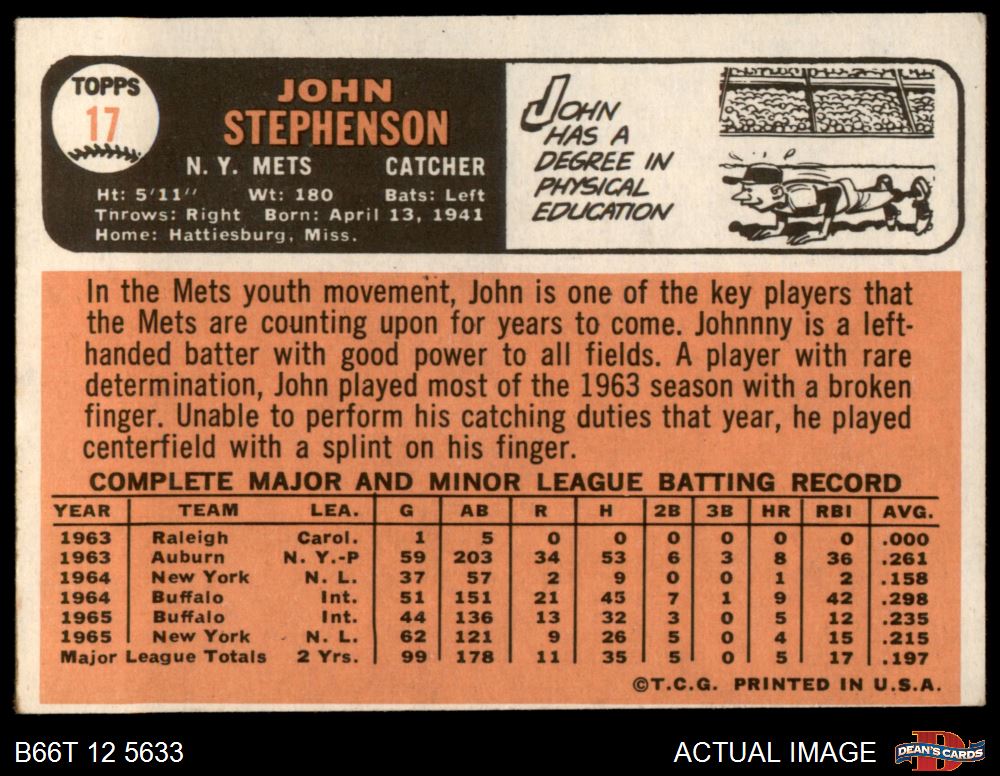 TOPPS
17
JOHN
STEPHENSON
N. Y. METS CATCHER
Ht: 5'11" Wt: 180 Bats: Left
Throws: Right Born: April 13, 1941
Home: Hattiesburg, Miss.
JOHN
HAS A
DEGREE IN
PHYSICAL
EDUCATION
In the Mets youth movement, John is one of the key players that
the Mets are counting upon for years to come. Johnnny is a left-
handed batter with good power to all fields. A player with rare
determination, John played most of the 1963 season with a broken
finger. Unable to perform his catching duties that year, he played
centerfield with a splint on his finger.
COMPLETE MAJOR AND MINOR LEAGUE BATTING RECORD
YEAR TEAM LEA. G AB R H 2B 3B HR RBI AVG.
1963 Raleigh Carol. 1 5 0 0 0 0 0 0 .000
1963 Auburn N. Y.-P 59 203 34 53 6 3 8 36 .261
1964 New York N. L. 37 57 2 9 0 0 1 2 .158
1964 Buffalo Int. 51 151 21 45 7 1 9 42 .298
1965 Buffalo Int. 44 136 13 32 3 0 5 12 .235
1965 New York N. L. 62 121 9 26 5 0 4 15 .215
Major League Totals 2 Yrs. 99 178 11 35 5 0 5 17 .197
©T.C.G. PRINTED IN U.S.A.
B66T 12 5633 ACTUAL IMAGE
D
DEAN'S CARDS